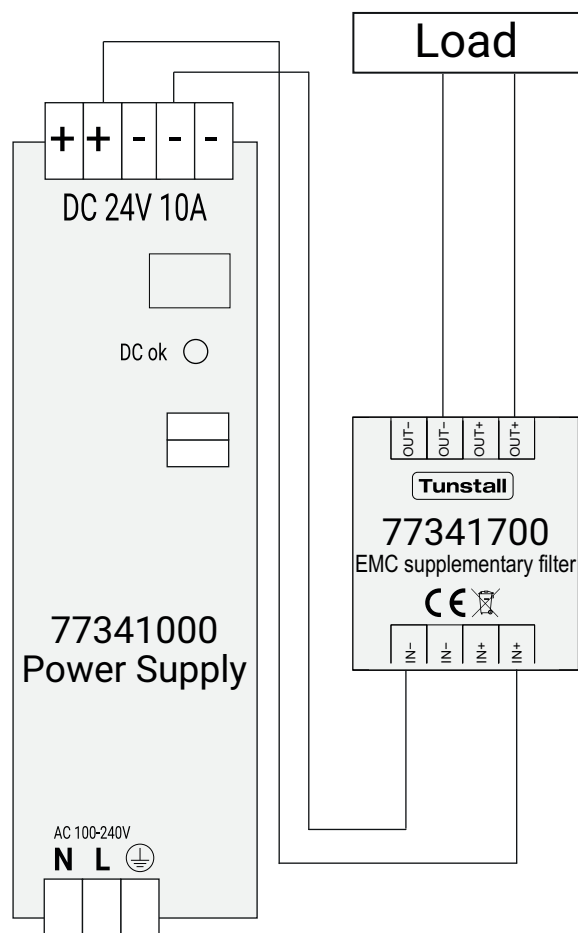 Load
+ + - - -
DC 24V 10A
DC ok
OUT-
OUT-
OUT+
OUT+
Tunstall
77341700
EMC supplementary filter
CE
IN-
IN-
IN+
IN+
77341000
Power Supply
AC 100-240V
N L